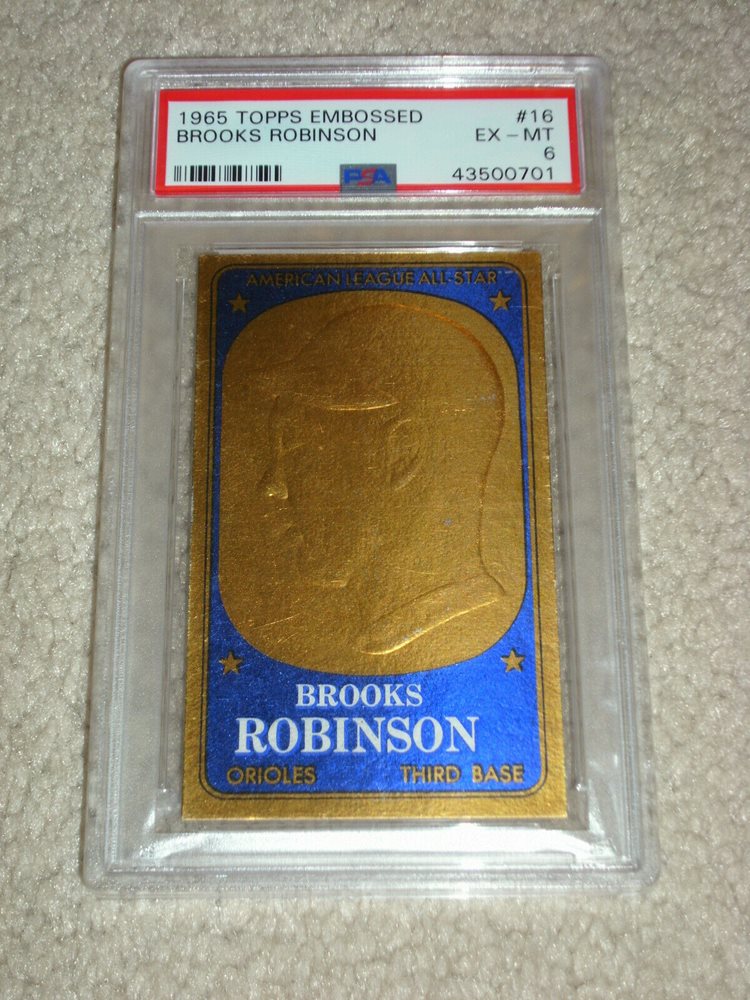 1965 TOPPS EMBOSSED #16
BROOKS ROBINSON EX - MT
6
PSA 43500701
AMERICAN LEAGUE ALL-STAR
BROOKS
ROBINSON
ORIOLES THIRD BASE